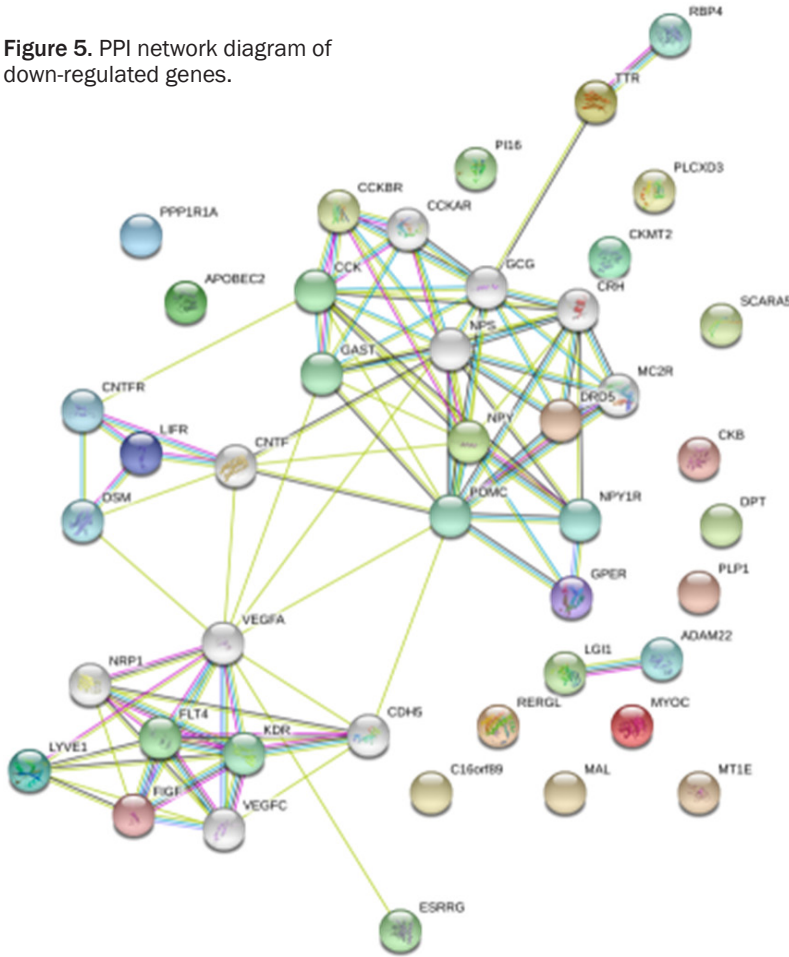 Figure 5. PPI network diagram of
down-regulated genes.
RBP4
TTR
PI16
PLCXD3
CCKBR
CCKAR
PPP1R1A
CKMT2
GCG
CCK
APOBEC2
CRH
SCARA5
NPS
GAST
MC2R
CNTFR
DRD5
NPY
LIFR
CKB
CNTF
OSM
POMC
NPY1R
DPT
PLP1
GPER
VEGFA
ADAM22
LGI1
NRP1
RERGL
MYOC
CDH5
FLT4
KDR
LYVE1
C16orf89
MAL
MT1E
FIGF
VEGFC
ESRRG